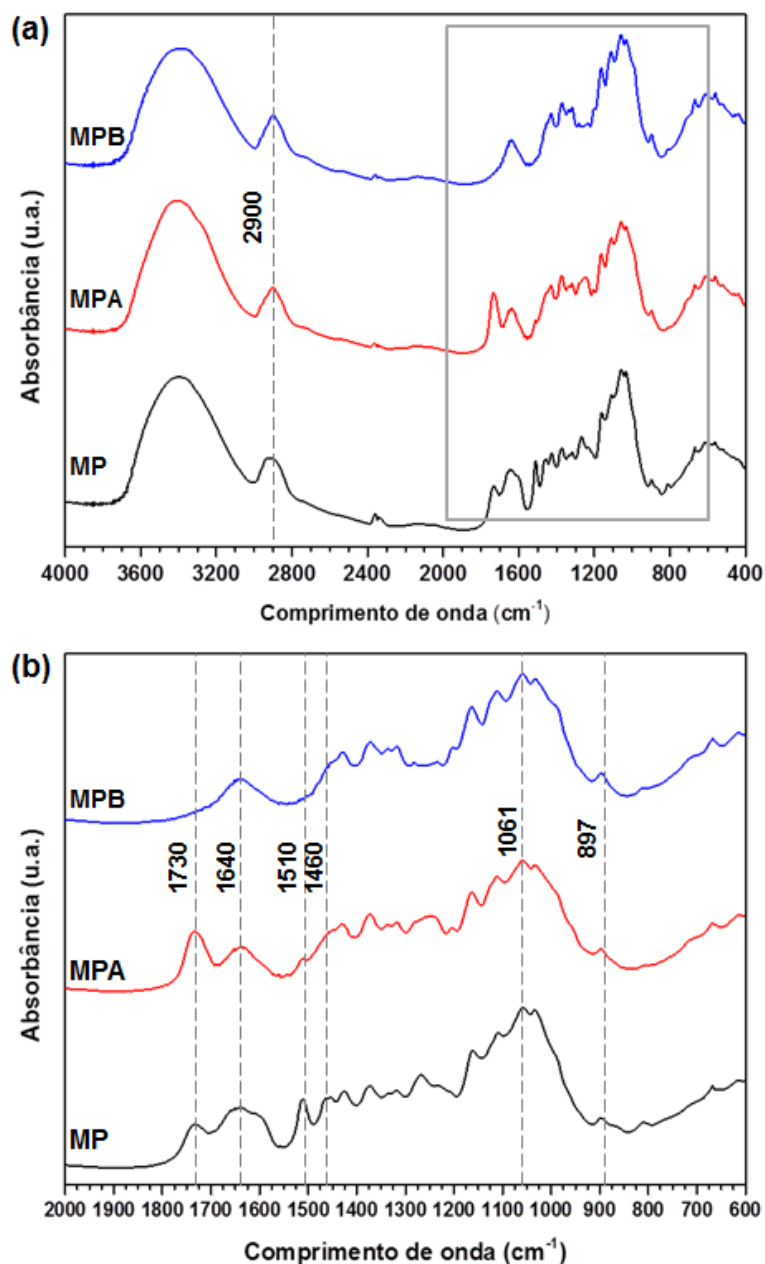 (a)
MPB
MPA
MP
2900
Absorbância (u.a.)
4000 3600 3200 2800 2400 2000 1600 1200 800 400
Comprimento de onda (cm⁻¹)
(b)
MPB
MPA
MP
1730
1640
1510
1460
1061
897
Absorbância (u.a.)
2000 1900 1800 1700 1600 1500 1400 1300 1200 1100 1000 900 800 700 600
Comprimento de onda (cm⁻¹)